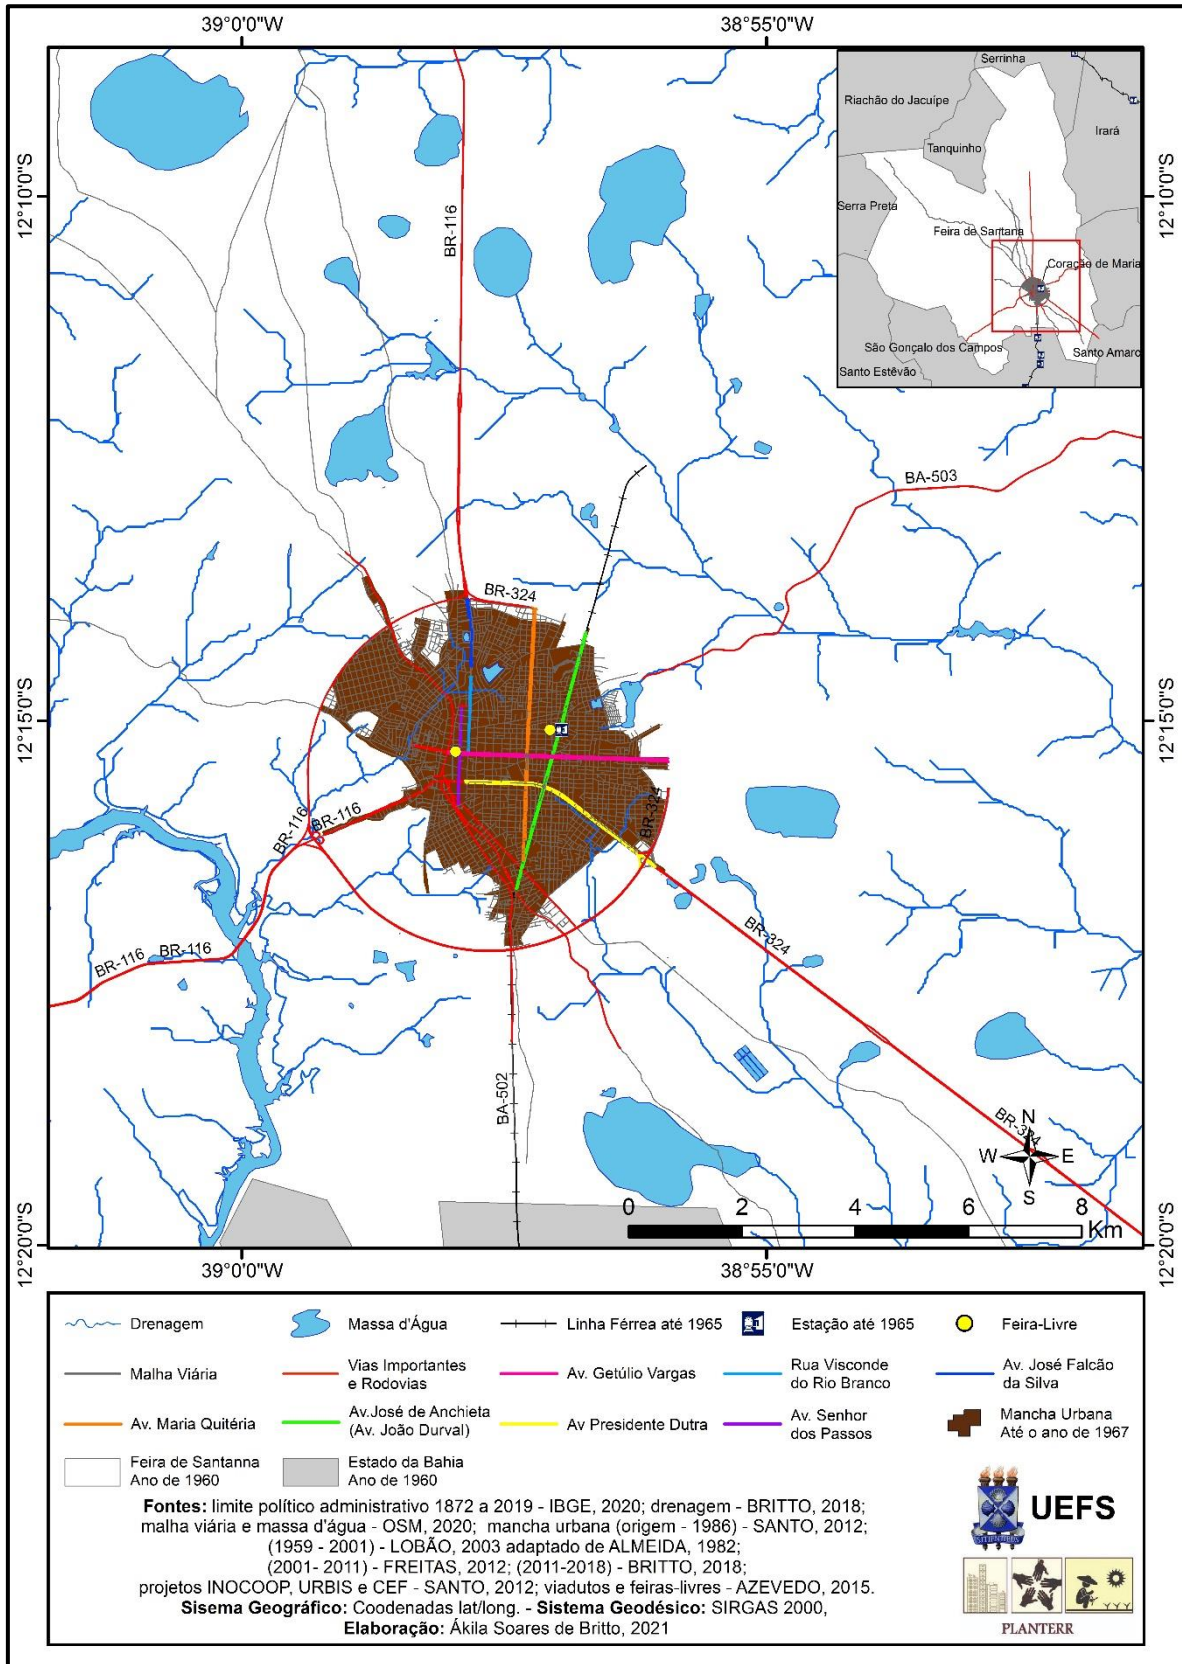 39°0'0"W
38°55'0"W
12°10'0"S
12°10'0"S
12°15'0"S
12°15'0"S
12°20'0"S
12°20'0"S
Serrinha
Riachão do Jacuípe
Irará
Tanquinho
Serra Preta
Feira de Santana
Coração de Maria
São Gonçalo dos Campos
Santo Amaro
Santo Estêvão
BR-116
BA-503
BR-324
BR-116
BR-116
BR-324
BR-116
BR-116
BR-324
BA-502
BR-324
N
W
E
S
0 2 4 6 8
Km
39°0'0"W
38°55'0"W
Drenagem
Massa d'Água
Linha Férrea até 1965
Estação até 1965
Feira-Livre
Malha Viária
Vias Importantes
e Rodovias
Av. Getúlio Vargas
Rua Visconde
do Rio Branco
Av. José Falcão
da Silva
Av. Maria Quitéria
Av.José de Anchieta
(Av. João Durval)
Av Presidente Dutra
Av. Senhor
dos Passos
Mancha Urbana
Até o ano de 1967
Feira de Santanna
Ano de 1960
Estado da Bahia
Ano de 1960
Fontes: limite político administrativo 1872 a 2019 - IBGE, 2020; drenagem - BRITTO, 2018;
malha viária e massa d'água - OSM, 2020; mancha urbana (origem - 1986) - SANTO, 2012;
(1959 - 2001) - LOBÃO, 2003 adaptado de ALMEIDA, 1982;
(2001- 2011) - FREITAS, 2012; (2011-2018) - BRITTO, 2018;
projetos INOCOOP, URBIS e CEF - SANTO, 2012; viadutos e feiras-livres - AZEVEDO, 2015.
Sisema Geográfico: Coodenadas lat/long. - Sistema Geodésico: SIRGAS 2000,
Elaboração: Ákila Soares de Britto, 2021
UEFS
PLANTERR